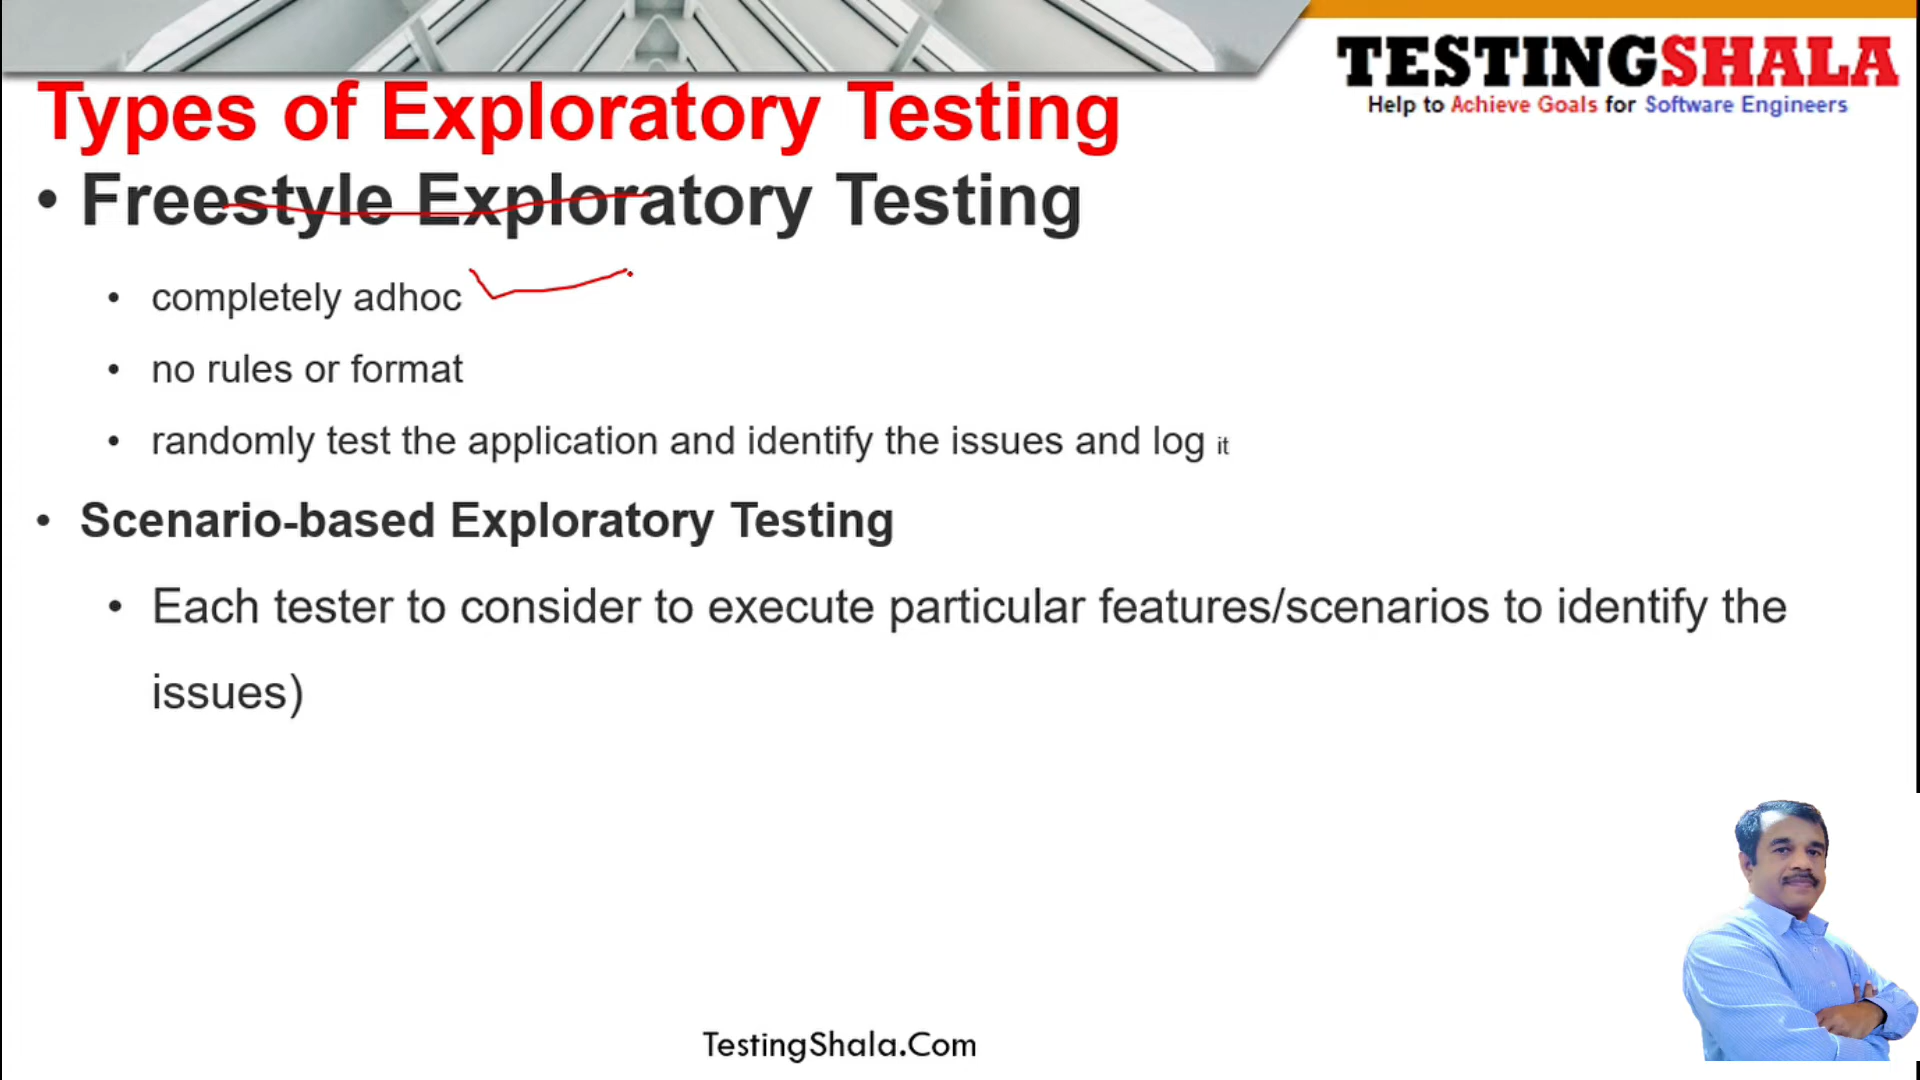 TESTINGSHALA
Help to Achieve Goals for Software Engineers
Types of Exploratory Testing
• Freestyle Exploratory Testing
• completely adhoc
• no rules or format
• randomly test the application and identify the issues and log it
• Scenario-based Exploratory Testing
• Each tester to consider to execute particular features/scenarios to identify the
issues)
TestingShala.Com